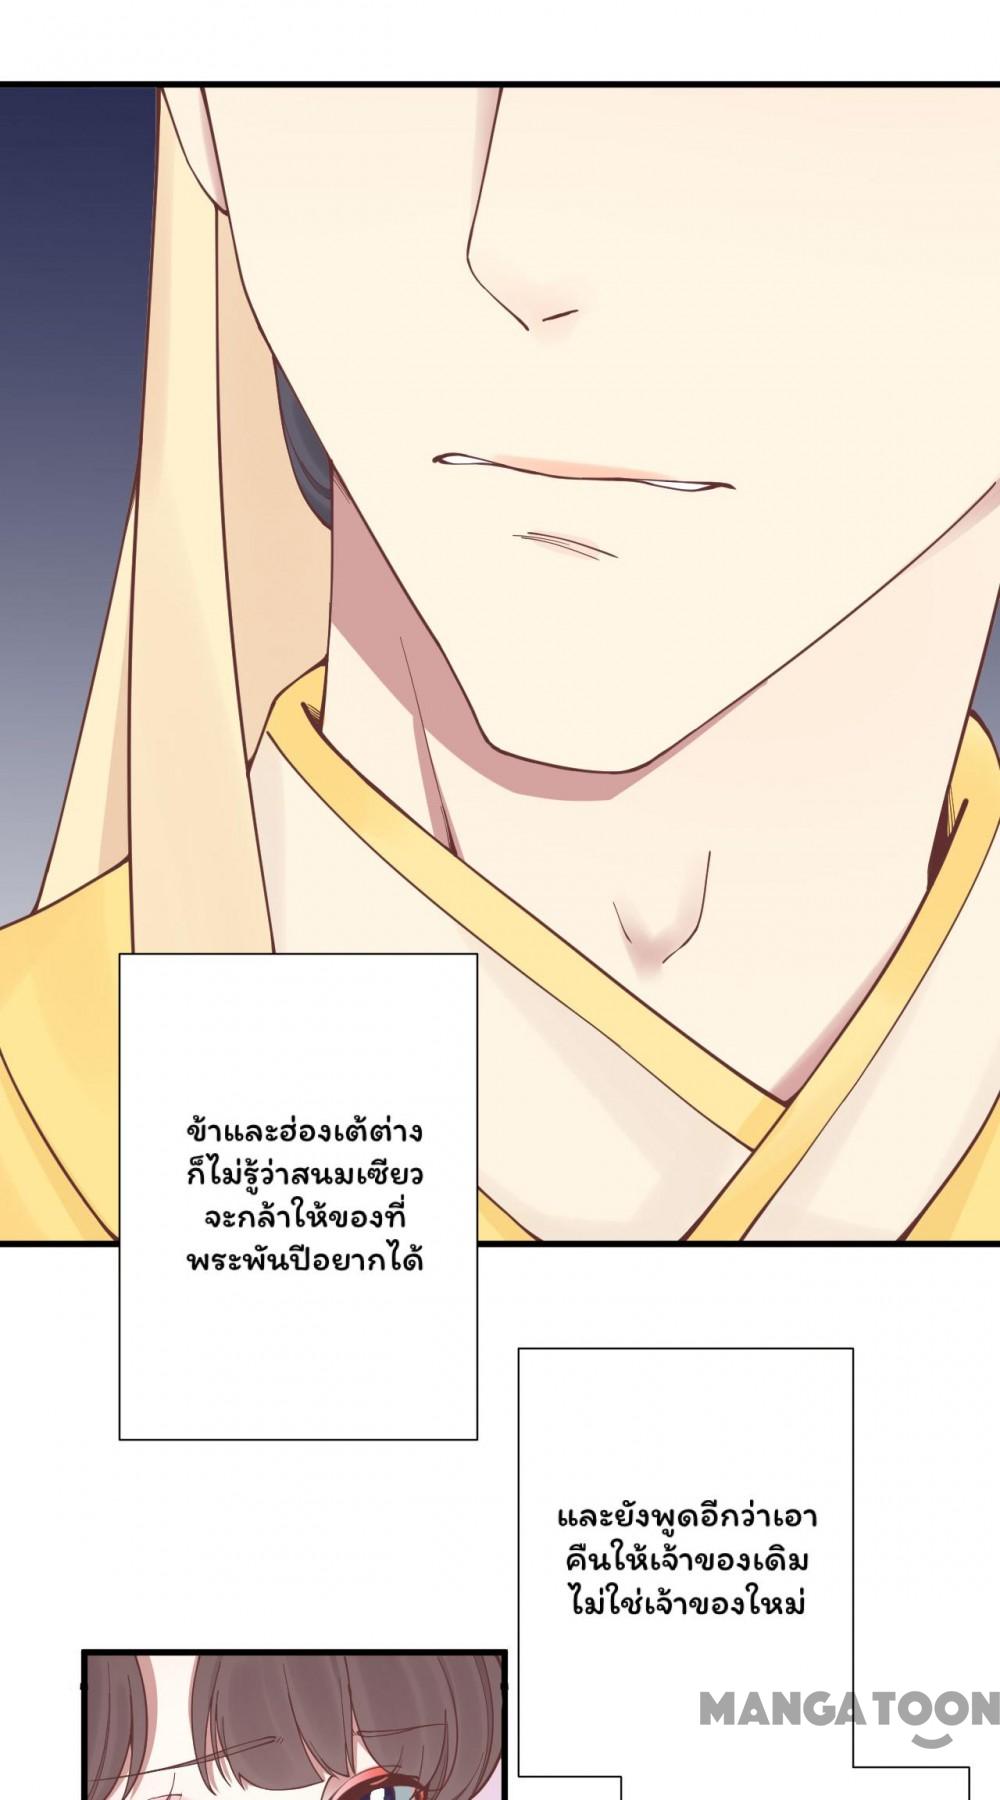 ข้าและฮ่องเต้ต่าง
ก็ไม่รู้ว่าสนมเซียว
จะกล้าให้ของที่
พระพันปีอยากได้
และยังพูดอีกว่าเอา
คืนให้เจ้าของเดิม
ไม่ใช่เจ้าของใหม่
MANGATOON